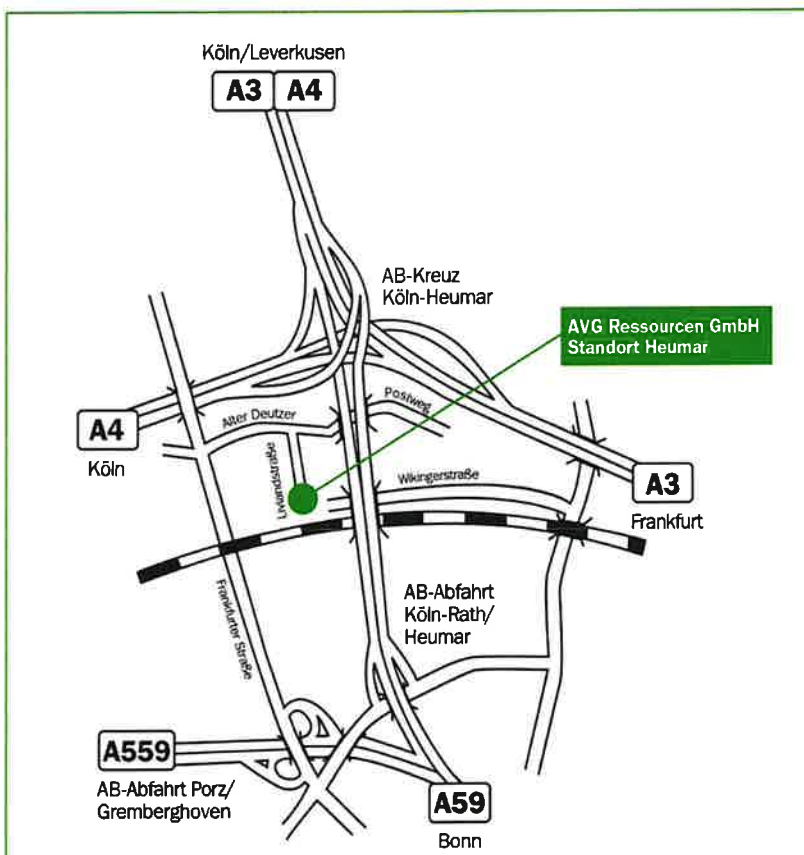 Köln/Leverkusen
A3 A4
AB-Kreuz
Köln-Heumar
AVG Ressourcen GmbH
Standort Heumar
Postweg
Alter Deutzer
A4
Köln
Livlandstraße
Wikingerstraße
A3
Frankfurt
AB-Abfahrt
Köln-Rath/
Heumar
Frankfurter Straße
A559
AB-Abfahrt Porz/
Gremberghoven
A59
Bonn